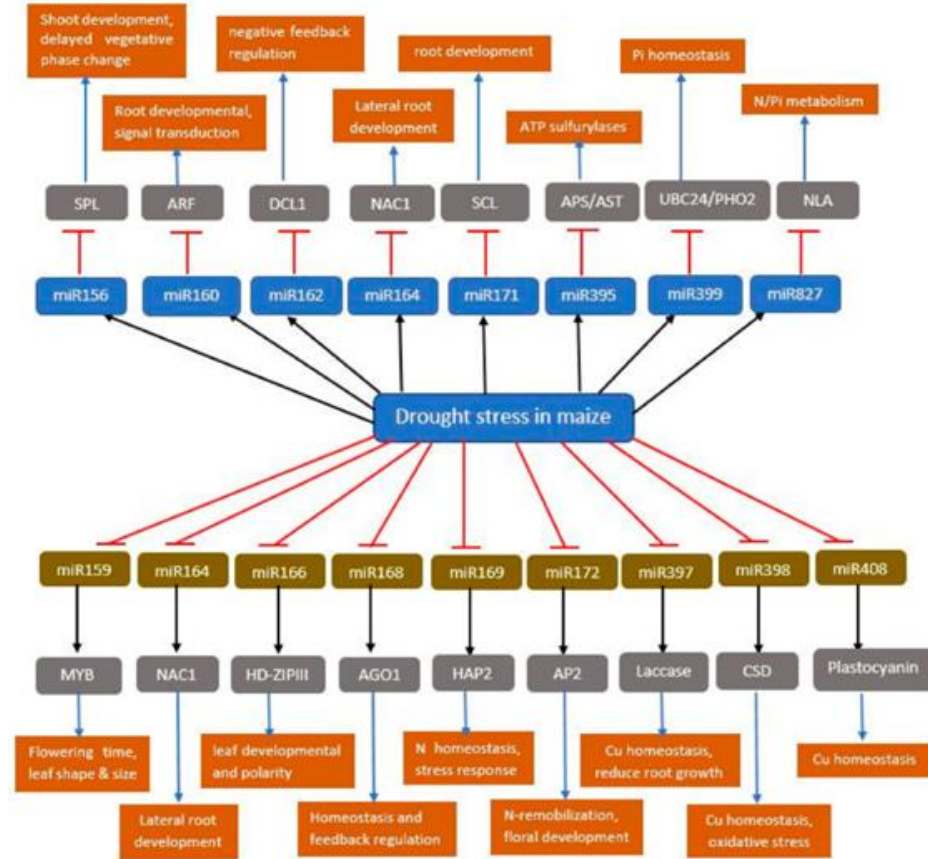 Shoot development,
delayed vegetative
phase change
negative feedback
regulation
root development
Pi homeostasis
Root developmental,
signal transduction
Lateral root
development
ATP sulfurylases
N/Pi metabolism
SPL
ARF
DCL1
NAC1
SCL
APS/AST
UBC24/PHO2
NLA
miR156
miR160
miR162
miR164
miR171
miR395
miR399
miR827
Drought stress in maize
miR159
miR164
miR166
miR168
miR169
miR172
miR397
miR398
miR408
MYB
NAC1
HD-ZIPIII
AGO1
HAP2
AP2
Laccase
CSD
Plastocyanin
Flowering time,
leaf shape & size
leaf developmental
and polarity
N homeostasis,
stress response
Cu homeostasis,
reduce root growth
Cu homeostasis
Lateral root
development
Homeostasis and
feedback regulation
N-remobilization,
floral development
Cu homeostasis,
oxidative stress